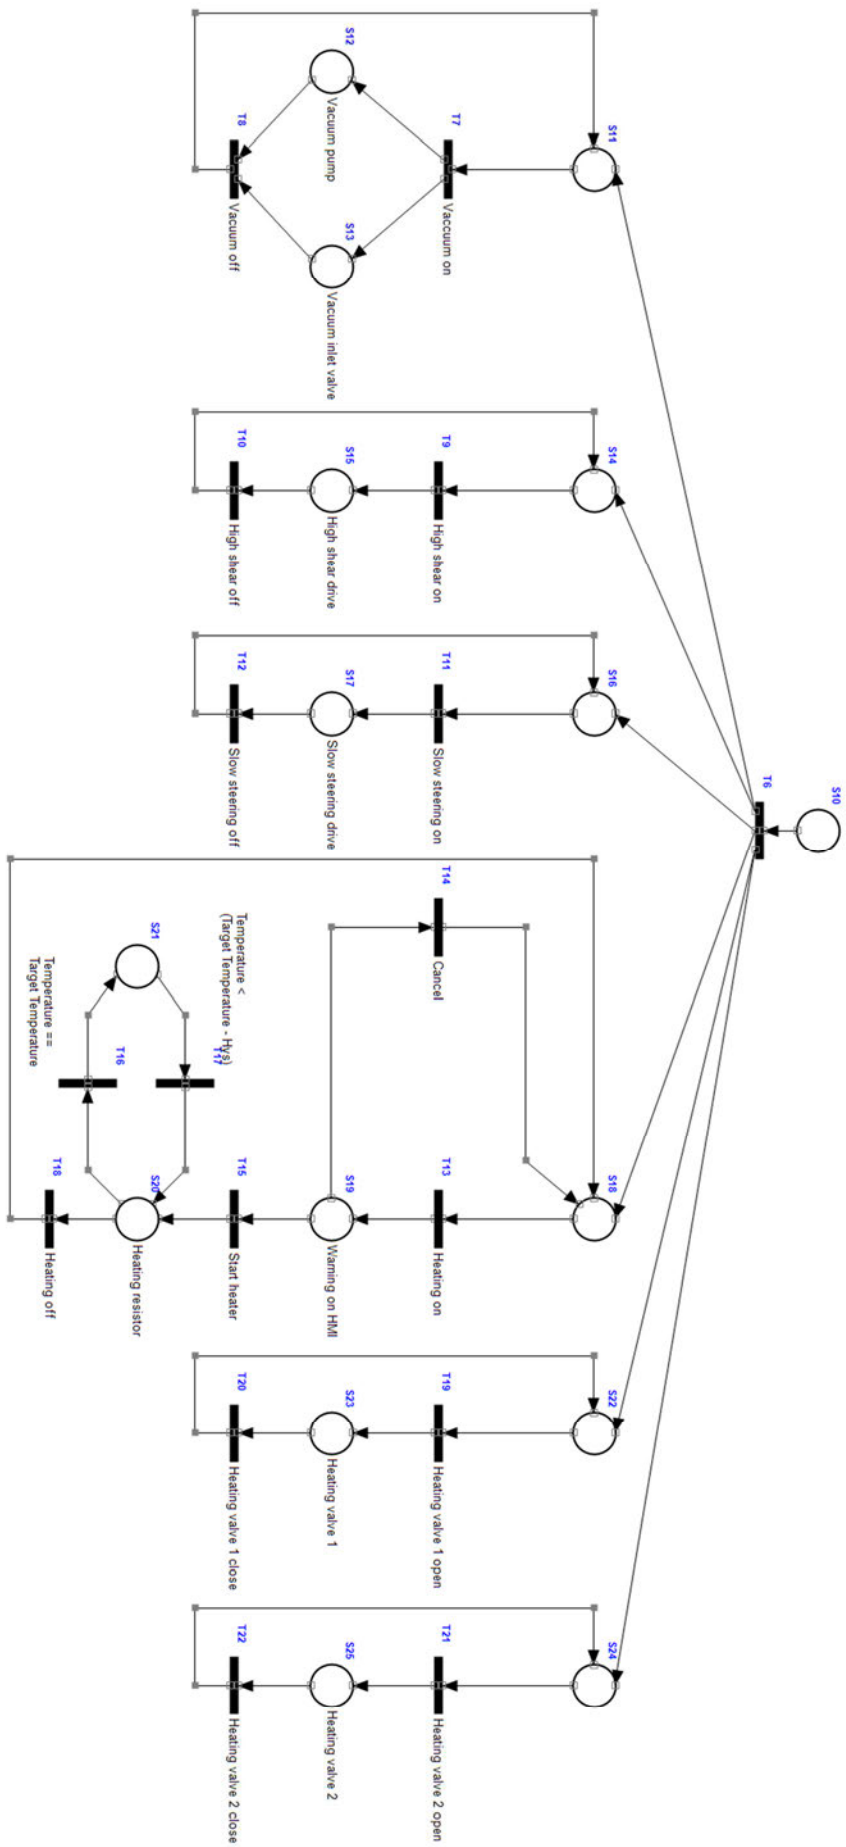 S10
T6
S11
S14
S16
S18
S22
S24
T7
Vaccuum on
T9
High shear on
T11
Slow steering on
T14
Cancel
T13
Heating on
T19
Heating valve 1 open
T21
Heating valve 2 open
S12
Vacuum pump
S13
Vacuum inlet valve
S15
High shear drive
S17
Slow steering drive
S19
Warning on HMI
S23
Heating valve 1
S25
Heating valve 2
T8
Vacuum off
T10
High shear off
T12
Slow steering off
Temperature <
(Target Temperature - Hys)
T15
Start heater
T20
Heating valve 1 close
T22
Heating valve 2 close
T17
S21
S20
Heating resistor
T16
Temperature ==
Target Temperature
T18
Heating off